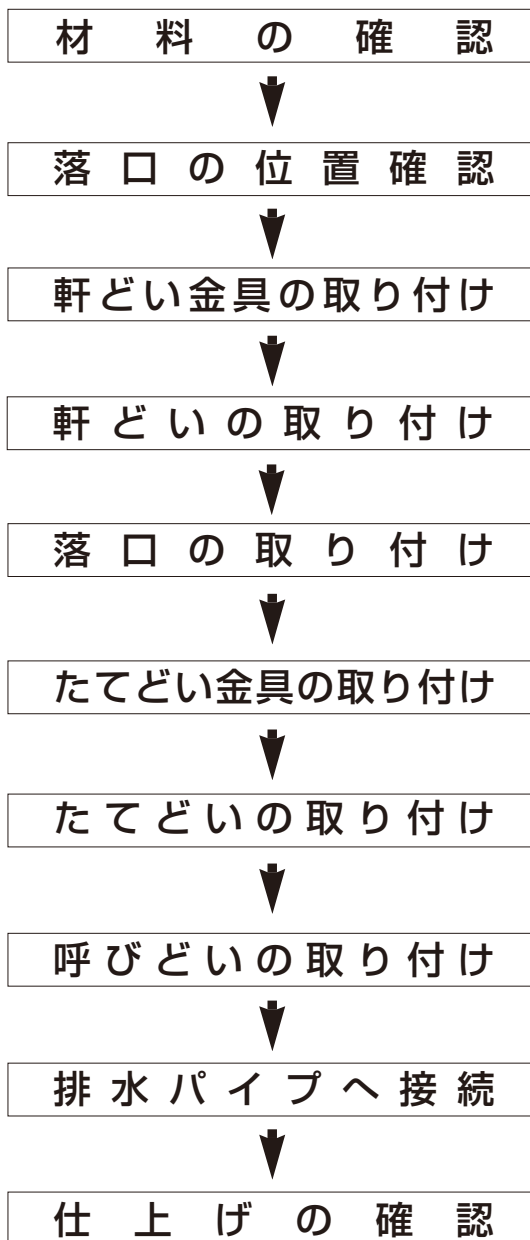 材料の確認
落口の位置確認
軒どい金具の取り付け
軒どいの取り付け
落口の取り付け
たてどい金具の取り付け
たてどいの取り付け
呼びどいの取り付け
排水パイプへ接続
仕上げの確認